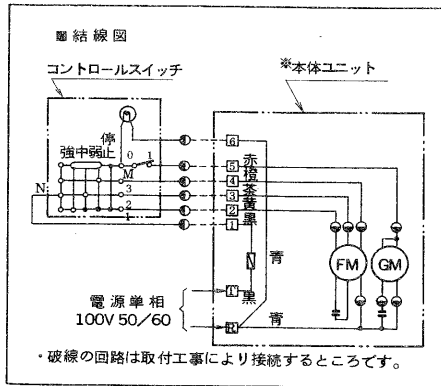 結線図
コントロールスイッチ
※本体ユニット
停
強中弱止
0 1
M
N
3
2
1
6
5
4
3
2
1
赤
橙
茶
黄
黒
青
FM
GM
T
黒
R
青
電源単相
100V 50/60
・破線の回路は取付工事により接続するところです。